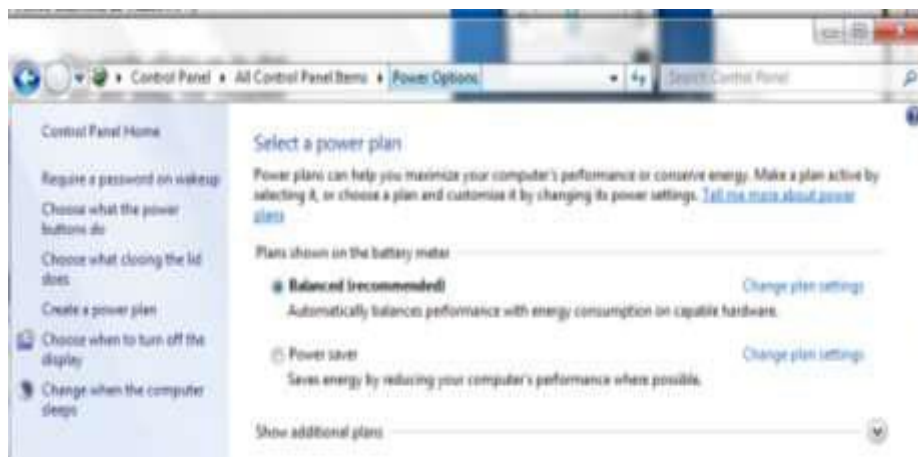 Control Panel ▸ All Control Panel Items ▸ Power Options
Search Control Panel
Control Panel Home
Require a password on wakeup
Choose what the power
buttons do
Choose what closing the lid
does
Create a power plan
Choose when to turn off the
display
Change when the computer
sleeps
Select a power plan
Power plans can help you maximize your computer's performance or conserve energy. Make a plan active by
selecting it, or choose a plan and customize it by changing its power settings. Tell me more about power
plans
Plans shown on the battery meter
Balanced (recommended) Change plan settings
Automatically balances performance with energy consumption on capable hardware.
Power saver Change plan settings
Saves energy by reducing your computer's performance where possible.
Show additional plans